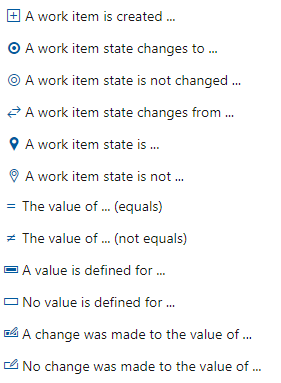 A work item is created ...
A work item state changes to ...
A work item state is not changed ...
A work item state changes from ...
A work item state is ...
A work item state is not ...
= The value of ... (equals)
≠ The value of ... (not equals)
A value is defined for ...
No value is defined for ...
A change was made to the value of ...
No change was made to the value of ...